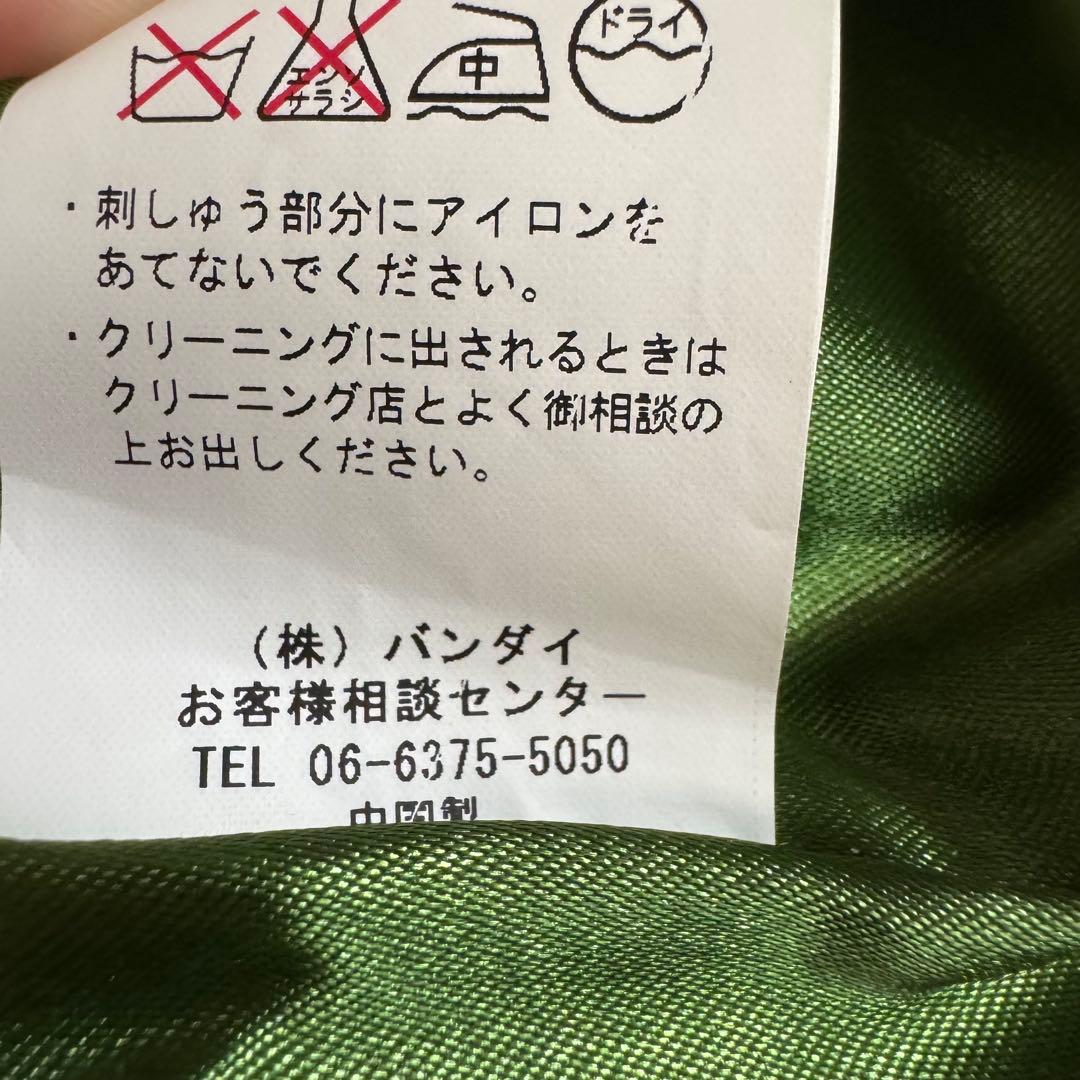 エンソ
サラシ
中
ドライ
・刺しゅう部分にアイロンを
あてないでください。
・クリーニングに出されるときは
クリーニング店とよく御相談の
上お出しください。
（株）バンダイ
お客様相談センター
TEL 06-6375-5050
中国製